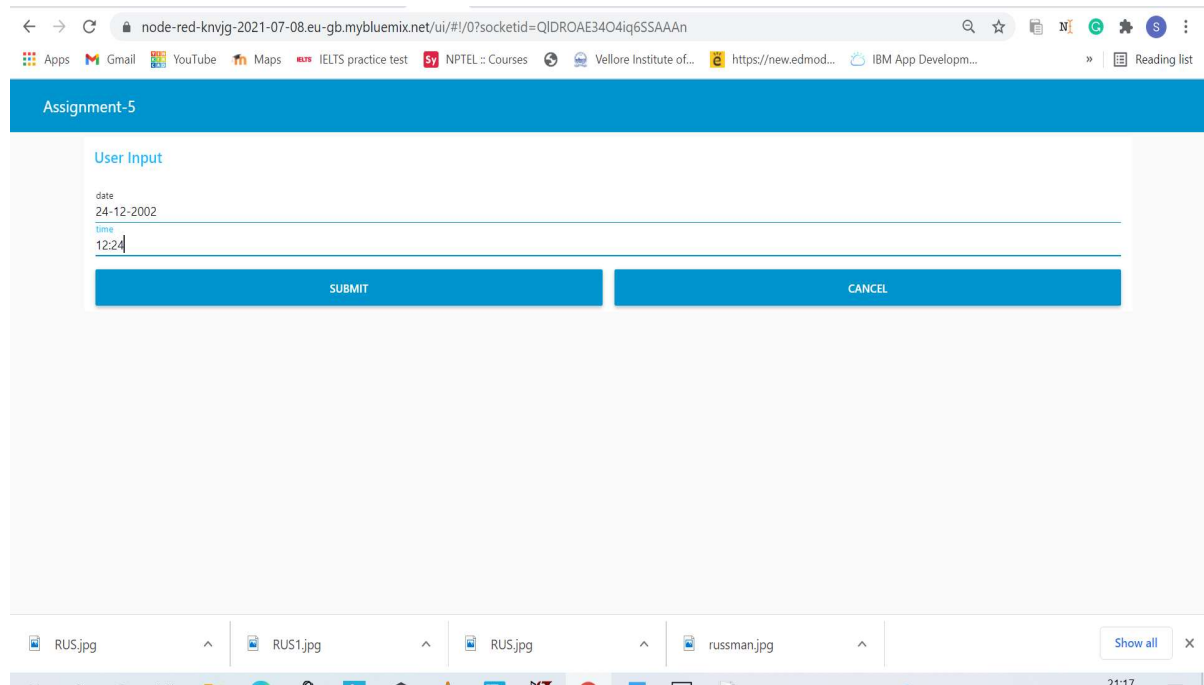 node-red-knvjg-2021-07-08.eu-gb.mybluemix.net/ui/#!/0?socketid=QlDROAE34O4iq6SSAAAn
Apps Gmail YouTube Maps IELTS IELTS practice test Sy NPTEL :: Courses Vellore Institute of... ë https://new.edmod... IBM App Developm... » Reading list
Assignment-5
User Input
date
24-12-2002
time
12:24
SUBMIT CANCEL
RUS.jpg RUS1.jpg RUS.jpg russman.jpg Show all X
21:17